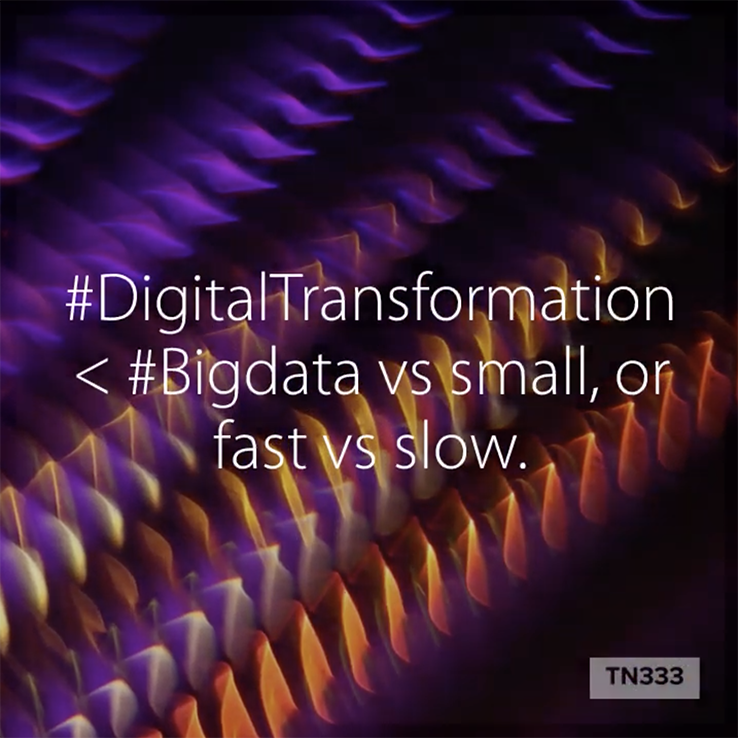 #DigitalTransformation
< #Bigdata vs small, or
fast vs slow.
TN333